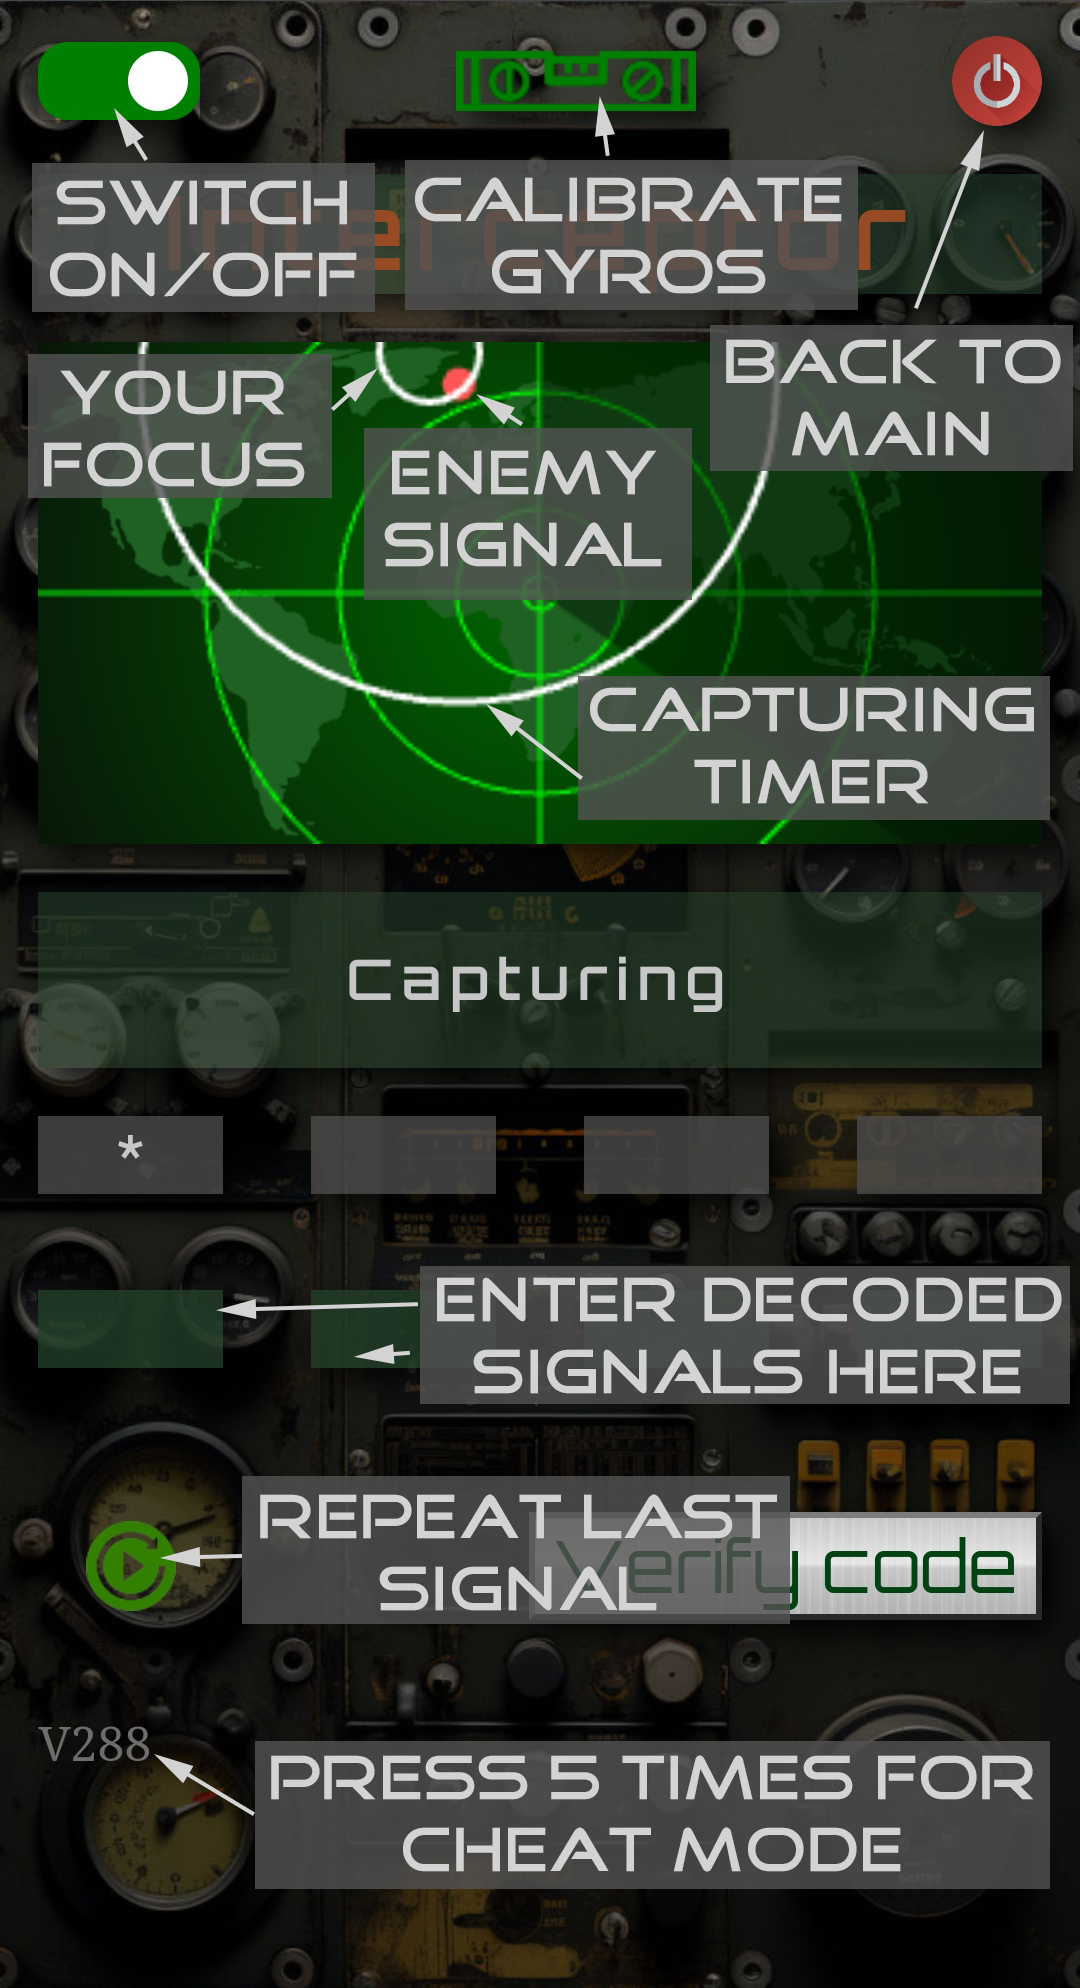 SWITCH
ON/OFF
CALIBRATE
GYROS
Interceptor
BACK TO
MAIN
YOUR
FOCUS
ENEMY
SIGNAL
CAPTURING
TIMER
Capturing
*
ENTER DECODED
SIGNALS HERE
REPEAT LAST
SIGNAL
Verify code
V288
PRESS 5 TIMES FOR
CHEAT MODE